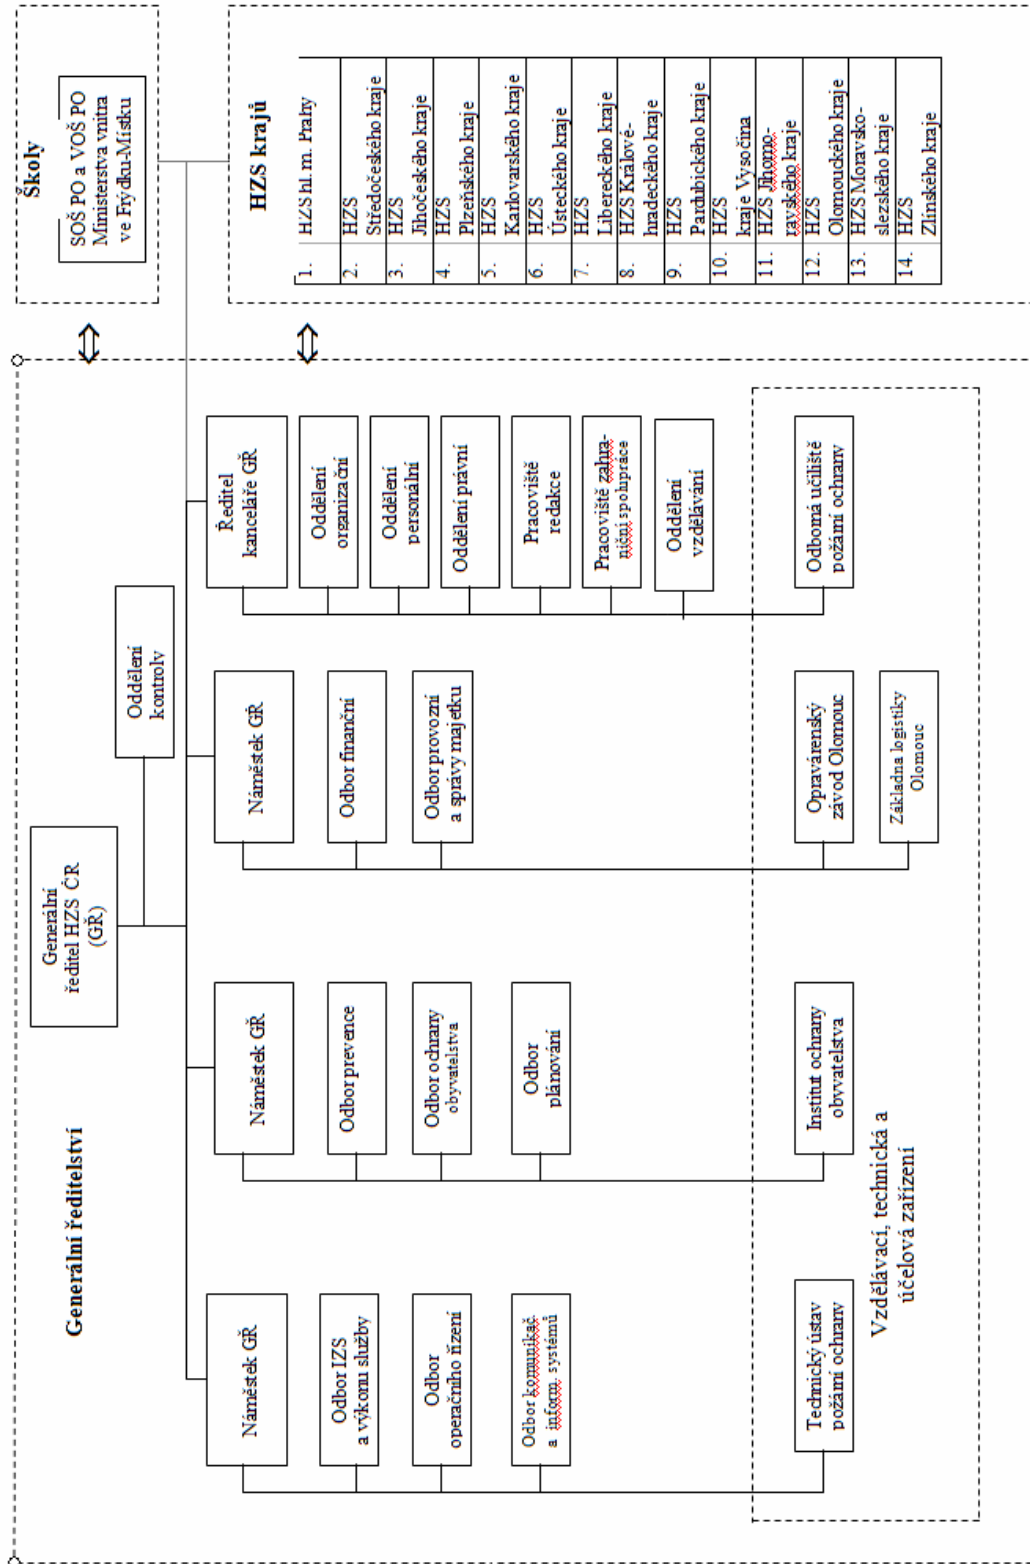 Generální ředitelství
Generální
ředitel HZS ČR
(GŘ)
Oddělení
kontroly
Náměstek GŘ
Odbor IZS
a výkonu služby
Odbor
operačního řízení
Odbor komunikač.
a inform. systémů
Technický ústav
požární ochrany
Náměstek GŘ
Odbor prevence
Odbor ochrany
obyvatelstva
Odbor
plánování
Institut ochrany
obyvatelstva
Náměstek GŘ
Odbor finanční
Odbor provozní
a správy majetku
Opravárenský
závod Olomouc
Základna logistiky
Olomouc
Ředitel
kanceláře GŘ
Oddělení
organizační
Oddělení
personální
Oddělení právní
Pracoviště
redakce
Pracoviště zahra-
niční spolupráce
Oddělení
vzdělávání
Odborná učiliště
požární ochrany
Vzdělávací, technická a
účelová zařízení
Školy
SOŠ PO a VOŠ PO
Ministerstva vnitra
ve Frýdku-Místku
HZS krajů
1. HZS hl. m. Prahy
2. HZS
Středočeského kraje
3. HZS
Jihočeského kraje
4. HZS
Plzeňského kraje
5. HZS
Karlovarského kraje
6. HZS
Ústeckého kraje
7. HZS
Libereckého kraje
8. HZS Králové-
hradeckého kraje
9. HZS
Pardubického kraje
10. HZS
kraje Vysočina
11. HZS Jihomo-
ravského kraje
12. HZS
Olomouckého kraje
13. HZS Moravsko-
slezského kraje
14. HZS
Zlínského kraje